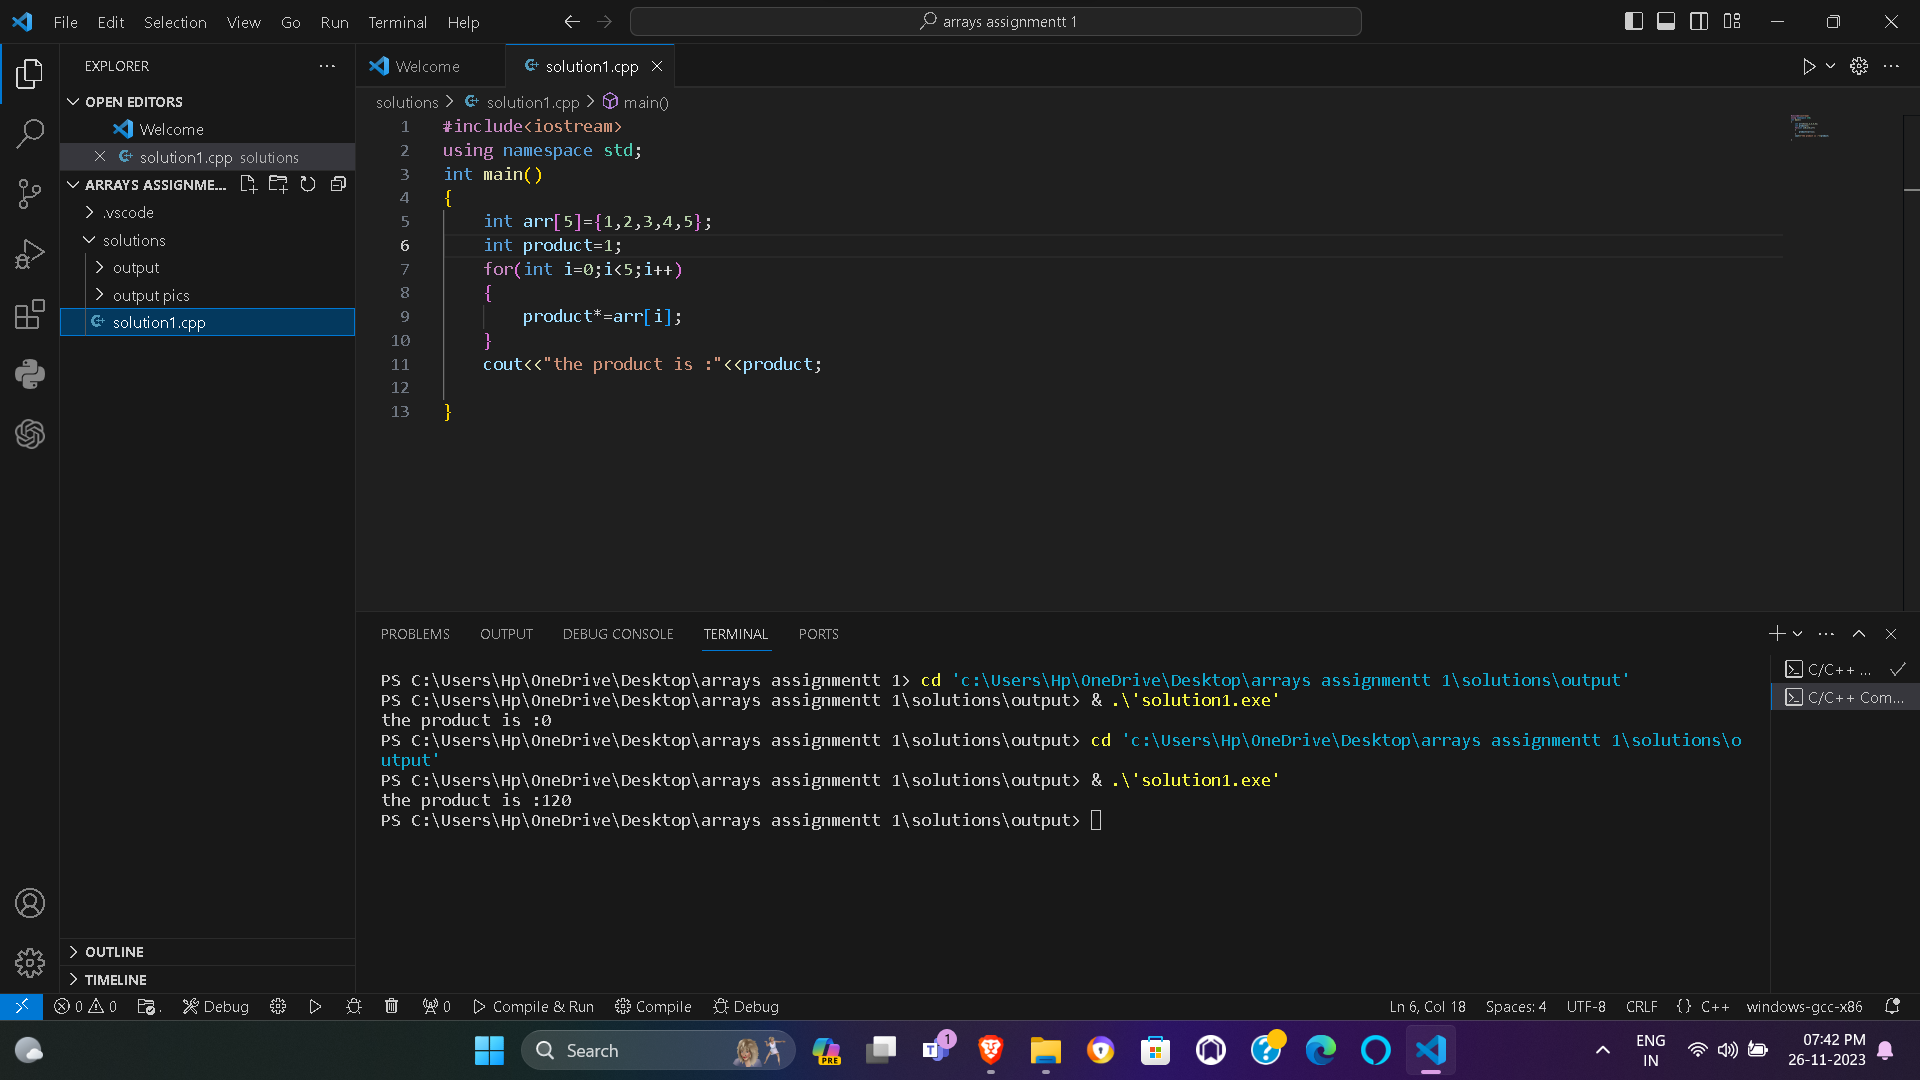 File Edit Selection View Go Run Terminal Help
arrays assignmentt 1
EXPLORER
OPEN EDITORS
Welcome
solution1.cpp solutions
ARRAYS ASSIGNME...
.vscode
solutions
output
output pics
solution1.cpp
OUTLINE
TIMELINE
Welcome
solution1.cpp
solutions > solution1.cpp > main()
1 #include<iostream>
2 using namespace std;
3 int main()
4 {
5 int arr[5]={1,2,3,4,5};
6 int product=1;
7 for(int i=0;i<5;i++)
8 {
9 product*=arr[i];
10 }
11 cout<<"the product is :"<<product;
12
13 }
PROBLEMS OUTPUT DEBUG CONSOLE TERMINAL PORTS
PS C:\Users\Hp\OneDrive\Desktop\arrays assignmentt 1> cd 'c:\Users\Hp\OneDrive\Desktop\arrays assignmentt 1\solutions\output'
PS C:\Users\Hp\OneDrive\Desktop\arrays assignmentt 1\solutions\output> & .\'solution1.exe'
the product is :0
PS C:\Users\Hp\OneDrive\Desktop\arrays assignmentt 1\solutions\output> cd 'c:\Users\Hp\OneDrive\Desktop\arrays assignmentt 1\solutions\o
utput'
PS C:\Users\Hp\OneDrive\Desktop\arrays assignmentt 1\solutions\output> & .\'solution1.exe'
the product is :120
PS C:\Users\Hp\OneDrive\Desktop\arrays assignmentt 1\solutions\output>
C/C++ ...
C/C++ Com...
0 0 Debug 0 Compile & Run Compile Debug
Ln 6, Col 18 Spaces: 4 UTF-8 CRLF {} C++ windows-gcc-x86
Search
PRE
T 1
ENG
IN
07:42 PM
26-11-2023